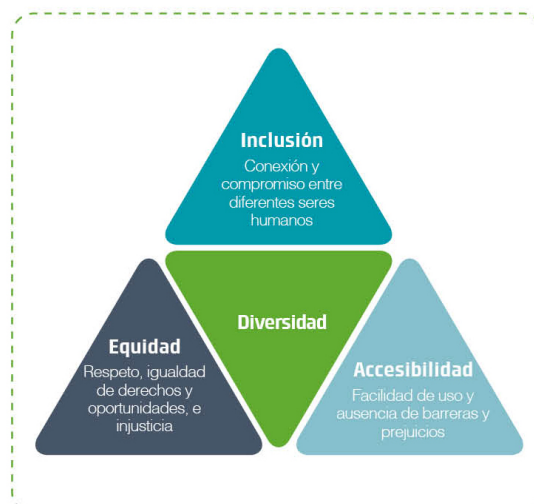 Inclusión
Conexión y
compromiso entre
diferentes seres
humanos
Diversidad
Equidad
Respeto, igualdad
de derechos y
oportunidades, e
injusticia
Accesibilidad
Facilidad de uso y
ausencia de barreras y
prejuicios